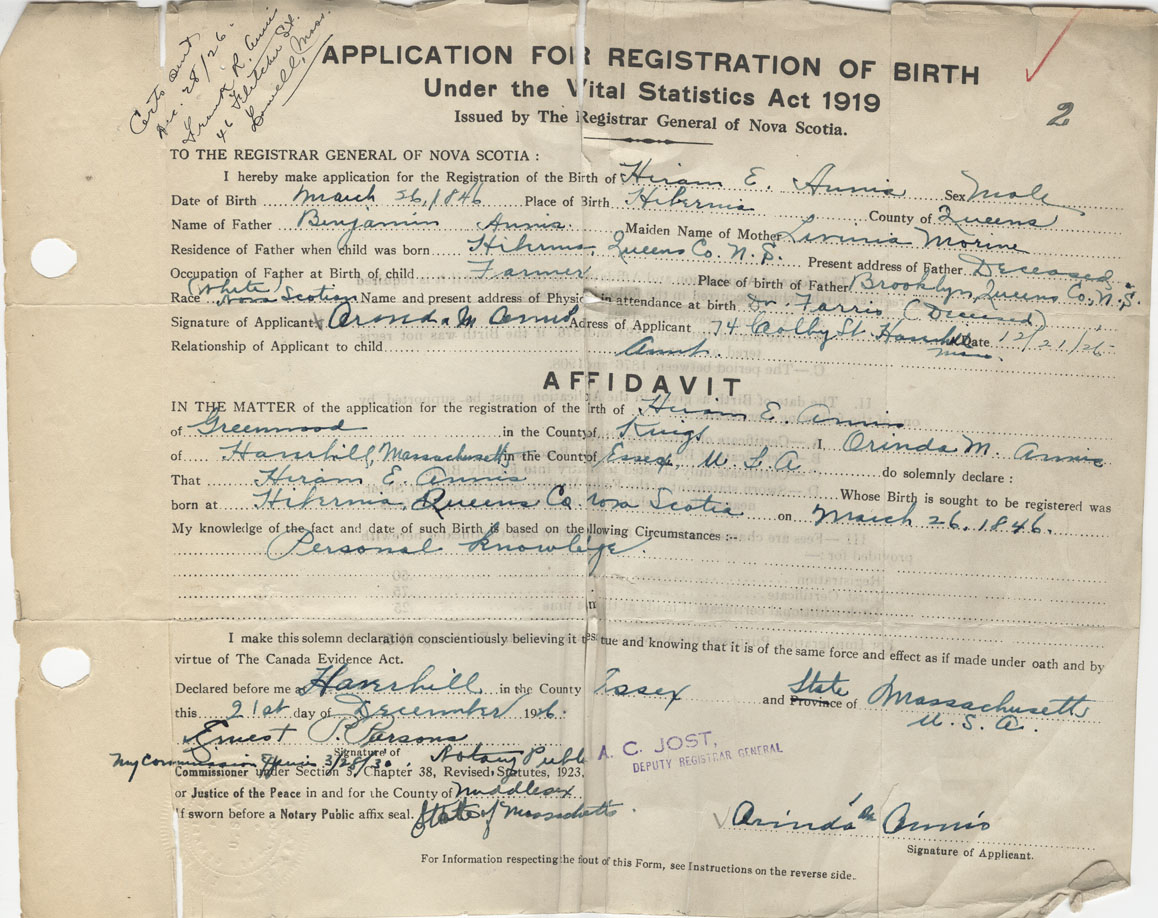 Certs sent
Dec. 28/26.
Frank R. Annis
46 Fletcher St.
Lowell, Mass.
APPLICATION FOR REGISTRATION OF BIRTH
Under the Vital Statistics Act 1919
Issued by The Registrar General of Nova Scotia.
2
TO THE REGISTRAR GENERAL OF NOVA SCOTIA :
I hereby make application for the Registration of the Birth of Hiram E. Annis Sex Male
Date of Birth March 26, 1846 Place of Birth Hibernia County of Queens
Name of Father Benjamin Annis Maiden Name of Mother Levinia Morine
Residence of Father when child was born Hibernia, Queens Co. N.S. Present address of Father Deceased
Occupation of Father at Birth of child Farmer Place of birth of Father Brooklyn, Queens Co. N.S.
Race (White) Nova Scotian Name and present address of Physic in attendance at birth Dr. Farris (Deceased)
Signature of Applicant Arinda M Annis Adress of Applicant 74 Colby St. Haverhill Mass. Date 12/21/26
Relationship of Applicant to child Aunt.
AFFIDAVIT
IN THE MATTER of the application for the registration of the irth of Hiram E. Annis
of Greenwood in the County of Kings I, Orinda M. Annis
of Haverhill, Massachusetts in the County of Essex, U.S.A do solemnly declare :
That Hiram E. Annis Whose Birth is sought to be registered was
born at Hibernia, Queens Co Nova Scotia on March 26, 1846.
My knowledge of the fact and date of such Birth is based on the llowing Circumstances :-
Personal knowledge.
I make this solemn declaration conscientiously believing it tue and knowing that it is of the same force and effect as if made under oath and by
virtue of The Canada Evidence Act.
Declared before me a Haverhill in the County Essex and Province of State Massachusetts
U.S.A.
this 21st day of December 1926.
Ernest P. Parsons
Signature of
My Commission Expires 3/28/30. Notary Public
Commissioner under Section 5, Chapter 38, Revised Statutes, 1923,
or Justice of the Peace in and for the County of Middlesex
If sworn before a Notary Public affix seal. State of Massachusetts.
A. C. JOST,
DEPUTY REGISTRAR GENERAL
Arinda M Annis
Signature of Applicant.
For Information respecting the fiout of this Form, see Instructions on the reverse side.